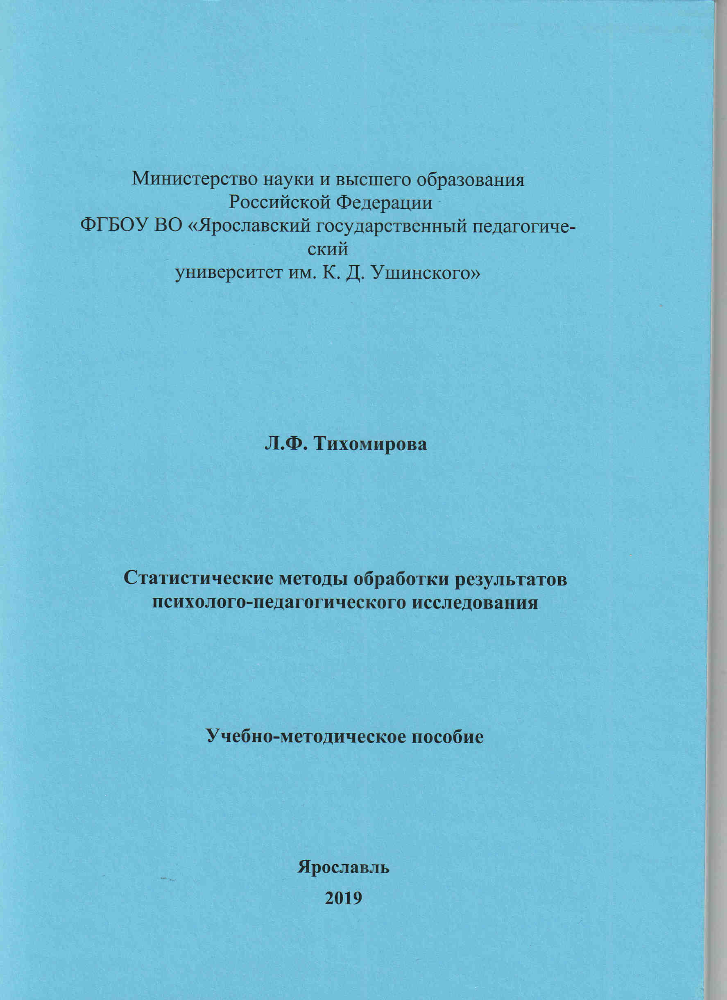 Министерство науки и высшего образования
Российской Федерации
ФГБОУ ВО «Ярославский государственный педагогиче-
ский
университет им. К. Д. Ушинского»
Л.Ф. Тихомирова
Статистические методы обработки результатов
психолого-педагогического исследования
Учебно-методическое пособие
Ярославль
2019